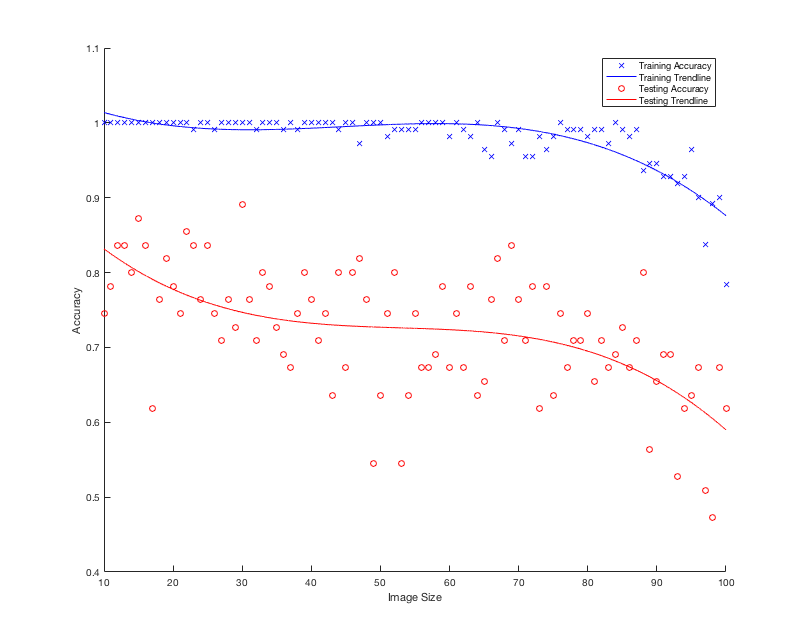 1.1
1
0.9
0.8
0.7
0.6
0.5
0.4
Accuracy
10 20 30 40 50 60 70 80 90 100
Image Size
Training Accuracy
Training Trendline
Testing Accuracy
Testing Trendline